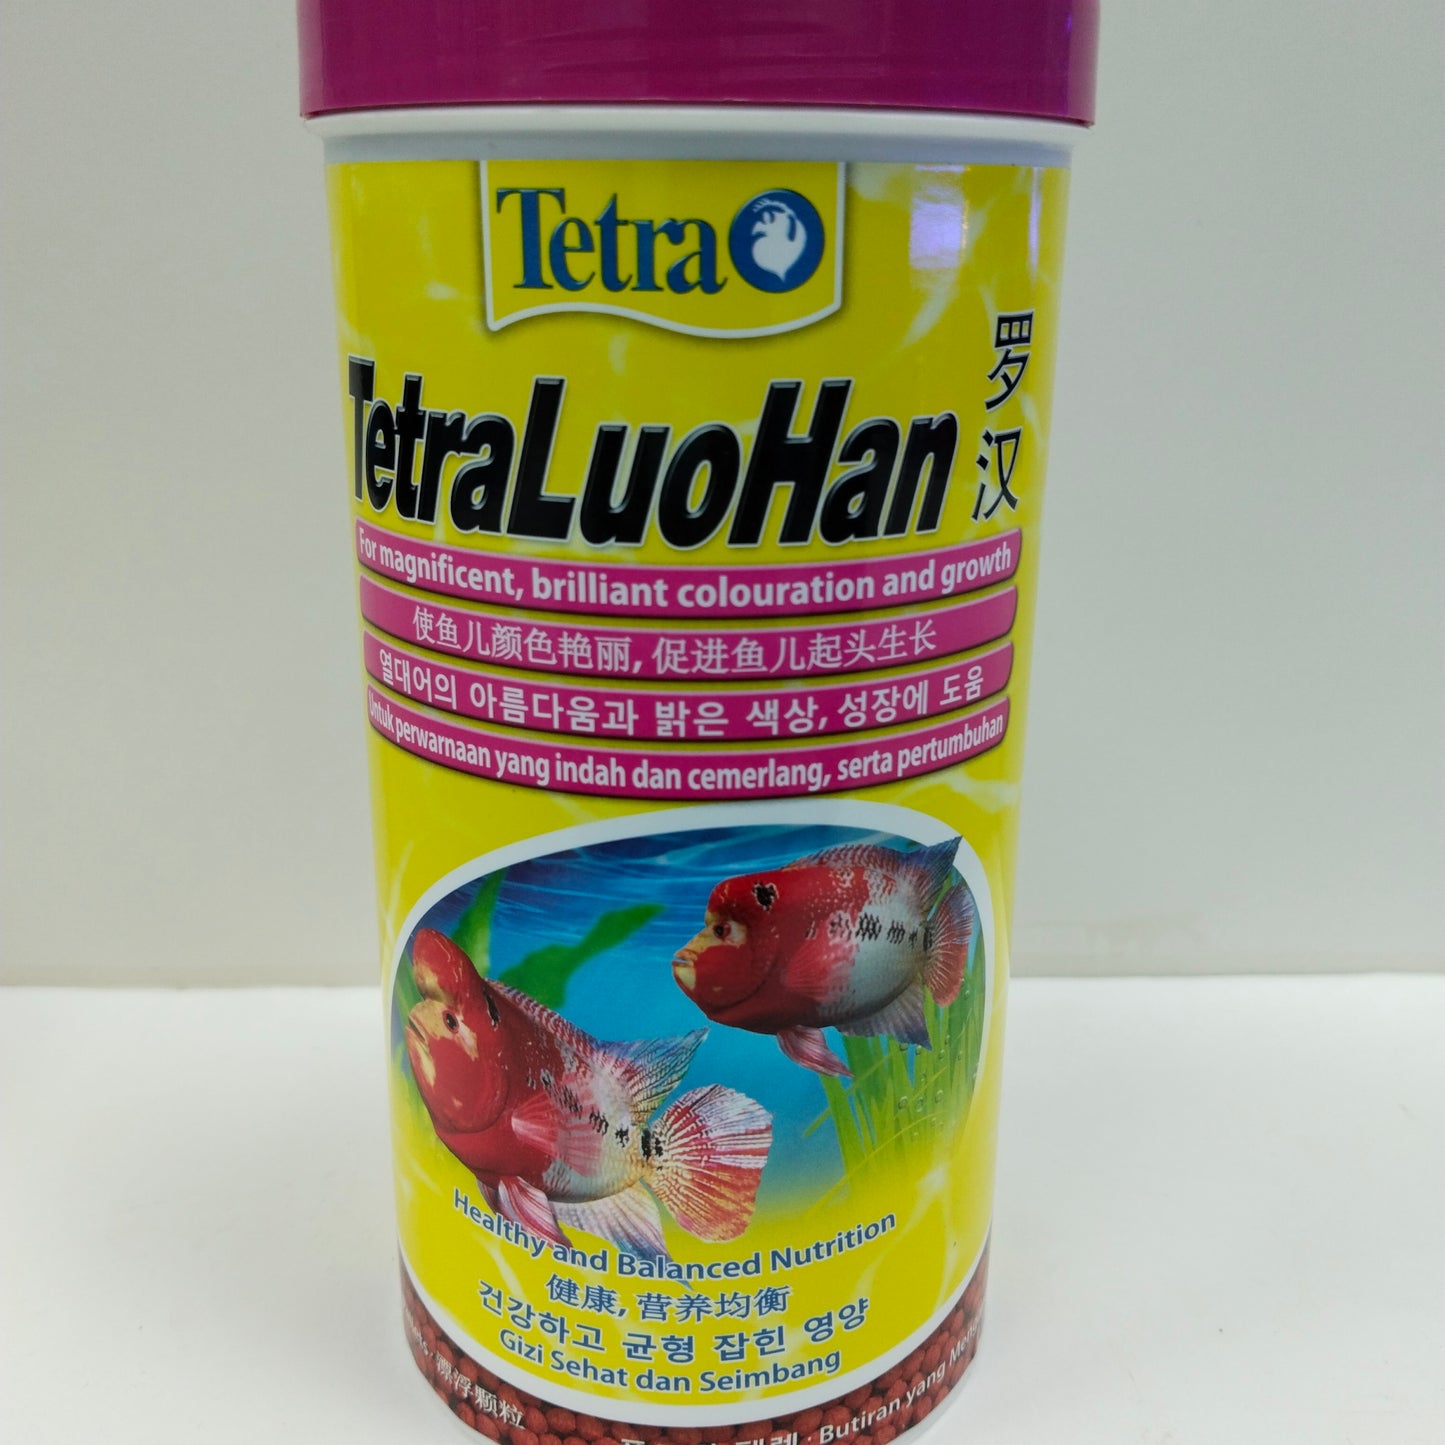 Tetra
TetraLuoHan
罗汉
For magnificent, brilliant colouration and growth
使鱼儿颜色艳丽, 促进鱼儿起头生长
열대어의 아름다움과 밝은 색상, 성장에 도움
Untuk perwarnaan yang indah dan cemerlang, serta pertumbuhan
Healthy and Balanced Nutrition
健康, 营养均衡
건강하고 균형 잡힌 영양
Gizi Sehat dan Seimbang
漂浮颗粒
· Butiran yang